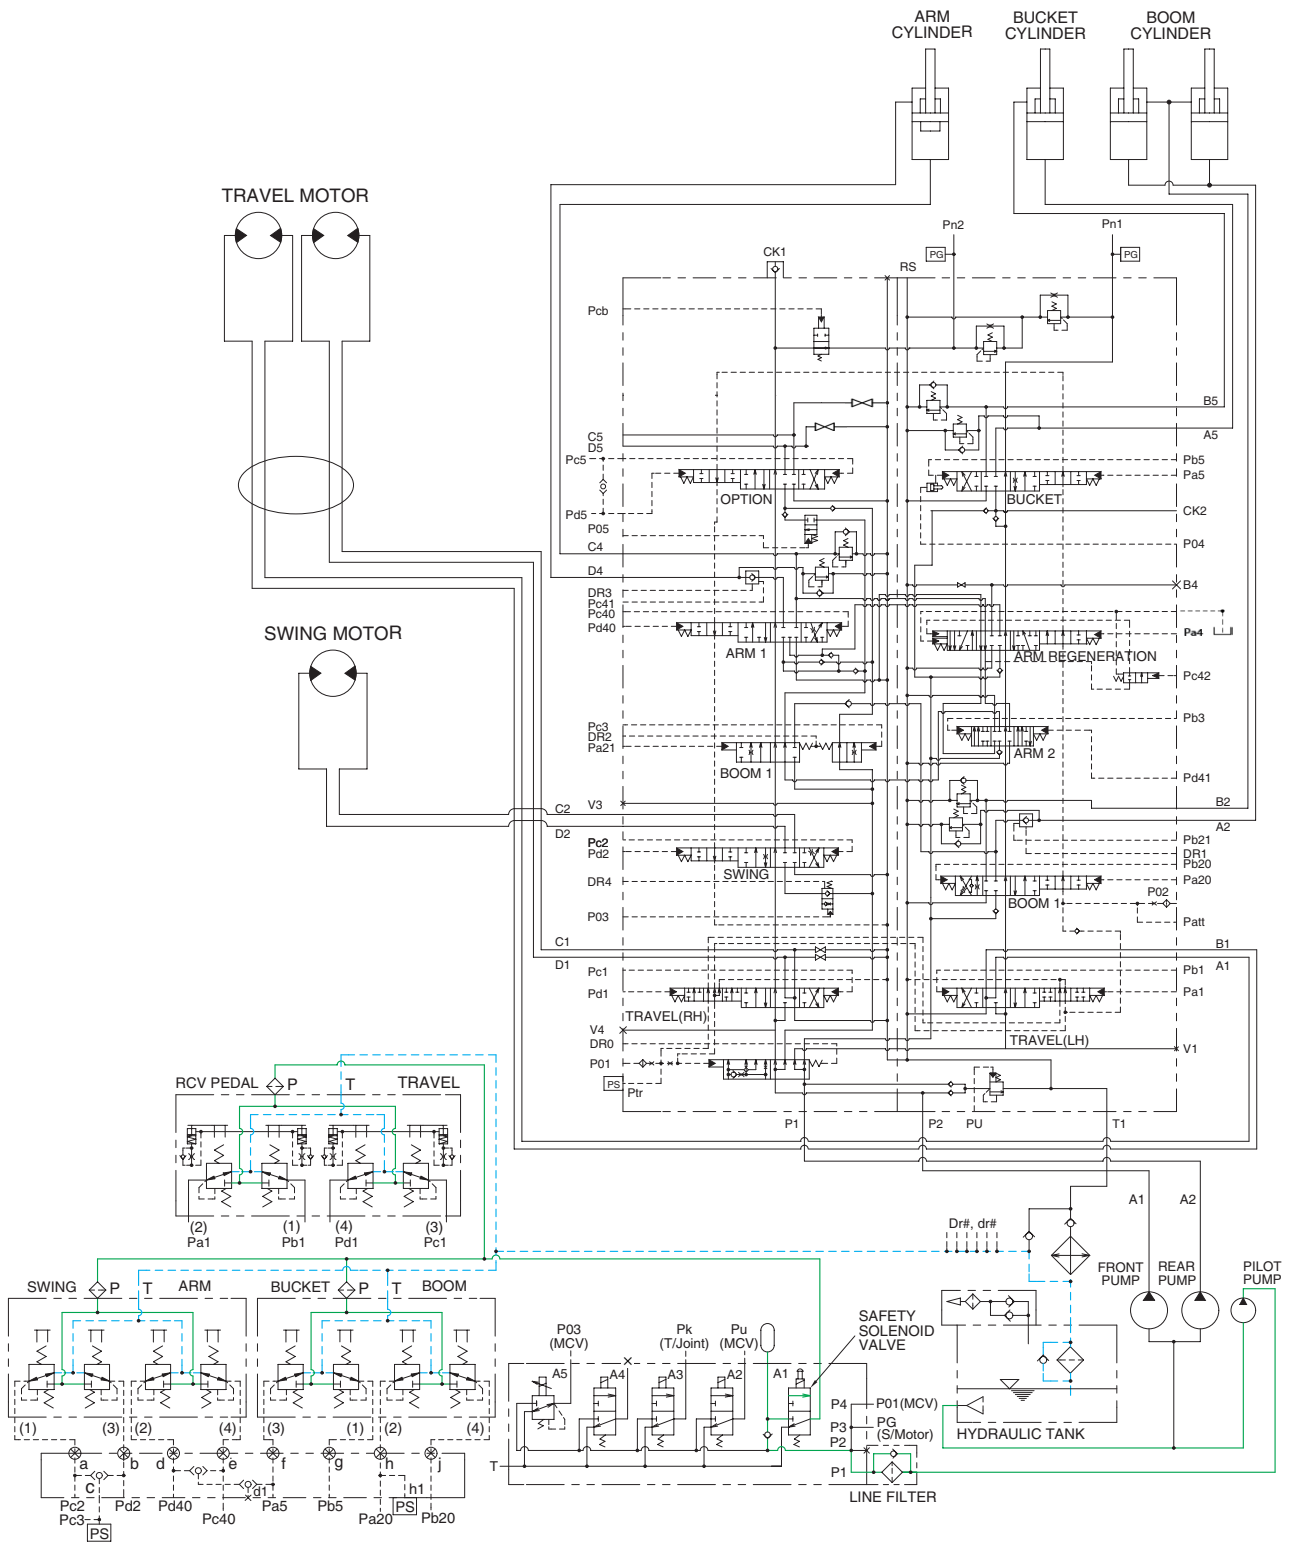 ARM
CYLINDER
BUCKET
CYLINDER
BOOM
CYLINDER
TRAVEL MOTOR
Pn2
Pn1
CK1
PG
PG
RS
Pcb
B5
C5
D5
A5
Pc5
Pb5
Pa5
OPTION
BUCKET
Pd5
CK2
P05
P04
C4
D4
B4
DR3
Pc41
Pc40
Pd40
Pa4
SWING MOTOR
ARM 1
ARM REGENERATION
Pc42
Pc3
DR2
Pa21
Pb3
ARM 2
BOOM 1
Pd41
C2
V3
B2
D2
A2
Pc2
Pd2
Pb21
DR1
Pb20
SWING
DR4
Pa20
BOOM 1
P02
P03
Patt
C1
B1
D1
A1
Pc1
Pb1
Pd1
Pa1
TRAVEL(RH)
V4
TRAVEL(LH)
DR0
V1
P01
PS
Ptr
RCV PEDAL
P
T
TRAVEL
P1
P2
PU
T1
(2)
(1)
(4)
(3)
Pa1
Pb1
Pd1
Pc1
A1
A2
Dr#, dr#
SWING
P
T
ARM
BUCKET
P
T
BOOM
FRONT
PUMP
REAR
PUMP
PILOT
PUMP
SAFETY
SOLENOID
VALVE
P03
(MCV)
Pk
(T/Joint)
Pu
(MCV)
A5
A4
A3
A2
A1
P4
P01(MCV)
P3
PG
(S/Motor)
P2
HYDRAULIC TANK
(1)
(3)
(2)
(4)
(3)
(1)
(2)
(4)
a
b
d
e
f
g
h
j
T
P1
c
d1
h1
LINE FILTER
Pc2
Pd2
Pd40
Pa5
Pb5
PS
Pc3
Pc40
Pa20
Pb20
PS